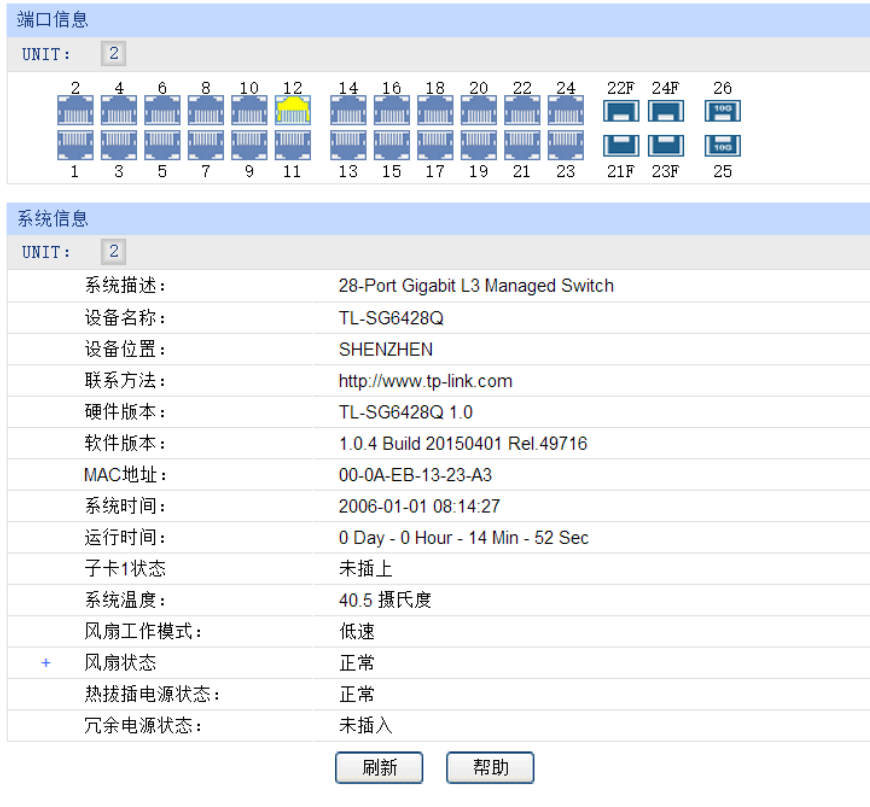 端口信息
UNIT: 2
2 4 6 8 10 12 14 16 18 20 22 24 22F 24F 26
10G
10G
1 3 5 7 9 11 13 15 17 19 21 23 21F 23F 25
系统信息
UNIT: 2
系统描述: 28-Port Gigabit L3 Managed Switch
设备名称: TL-SG6428Q
设备位置: SHENZHEN
联系方法: http://www.tp-link.com
硬件版本: TL-SG6428Q 1.0
软件版本: 1.0.4 Build 20150401 Rel.49716
MAC地址: 00-0A-EB-13-23-A3
系统时间: 2006-01-01 08:14:27
运行时间: 0 Day - 0 Hour - 14 Min - 52 Sec
子卡1状态 未插上
系统温度: 40.5 摄氏度
风扇工作模式: 低速
+ 风扇状态 正常
热拔插电源状态: 正常
冗余电源状态: 未插入
刷新 帮助